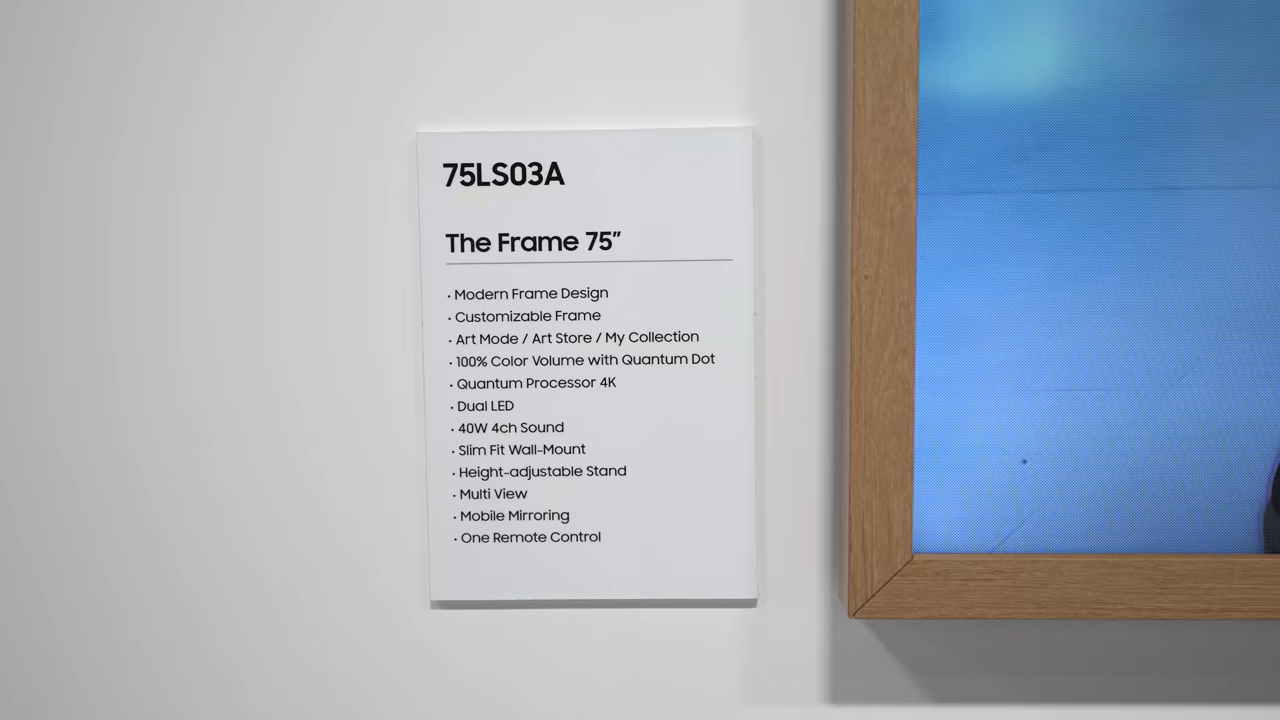 75LS03A
The Frame 75”
· Modern Frame Design
· Customizable Frame
· Art Mode / Art Store / My Collection
· 100% Color Volume with Quantum Dot
· Quantum Processor 4K
· Dual LED
· 40W 4ch Sound
· Slim Fit Wall-Mount
· Height-adjustable Stand
· Multi View
· Mobile Mirroring
· One Remote Control